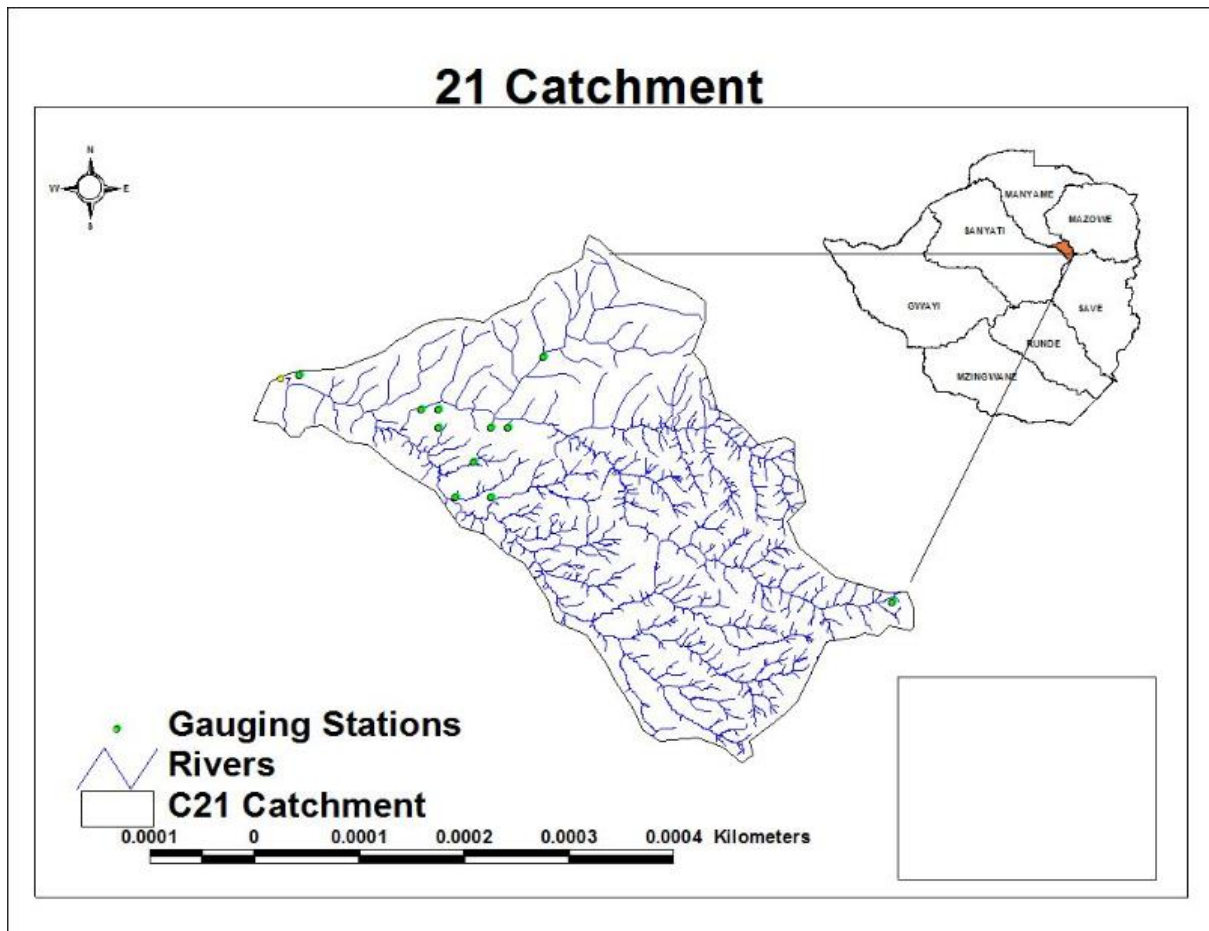 21 Catchment
N
W E
S
MANYAME
MAZOWE
SANYATI
GWAYI
SAVE
RUNDE
MZINGWANE
Gauging Stations
Rivers
C21 Catchment
0.0001 0 0.0001 0.0002 0.0003 0.0004 Kilometers